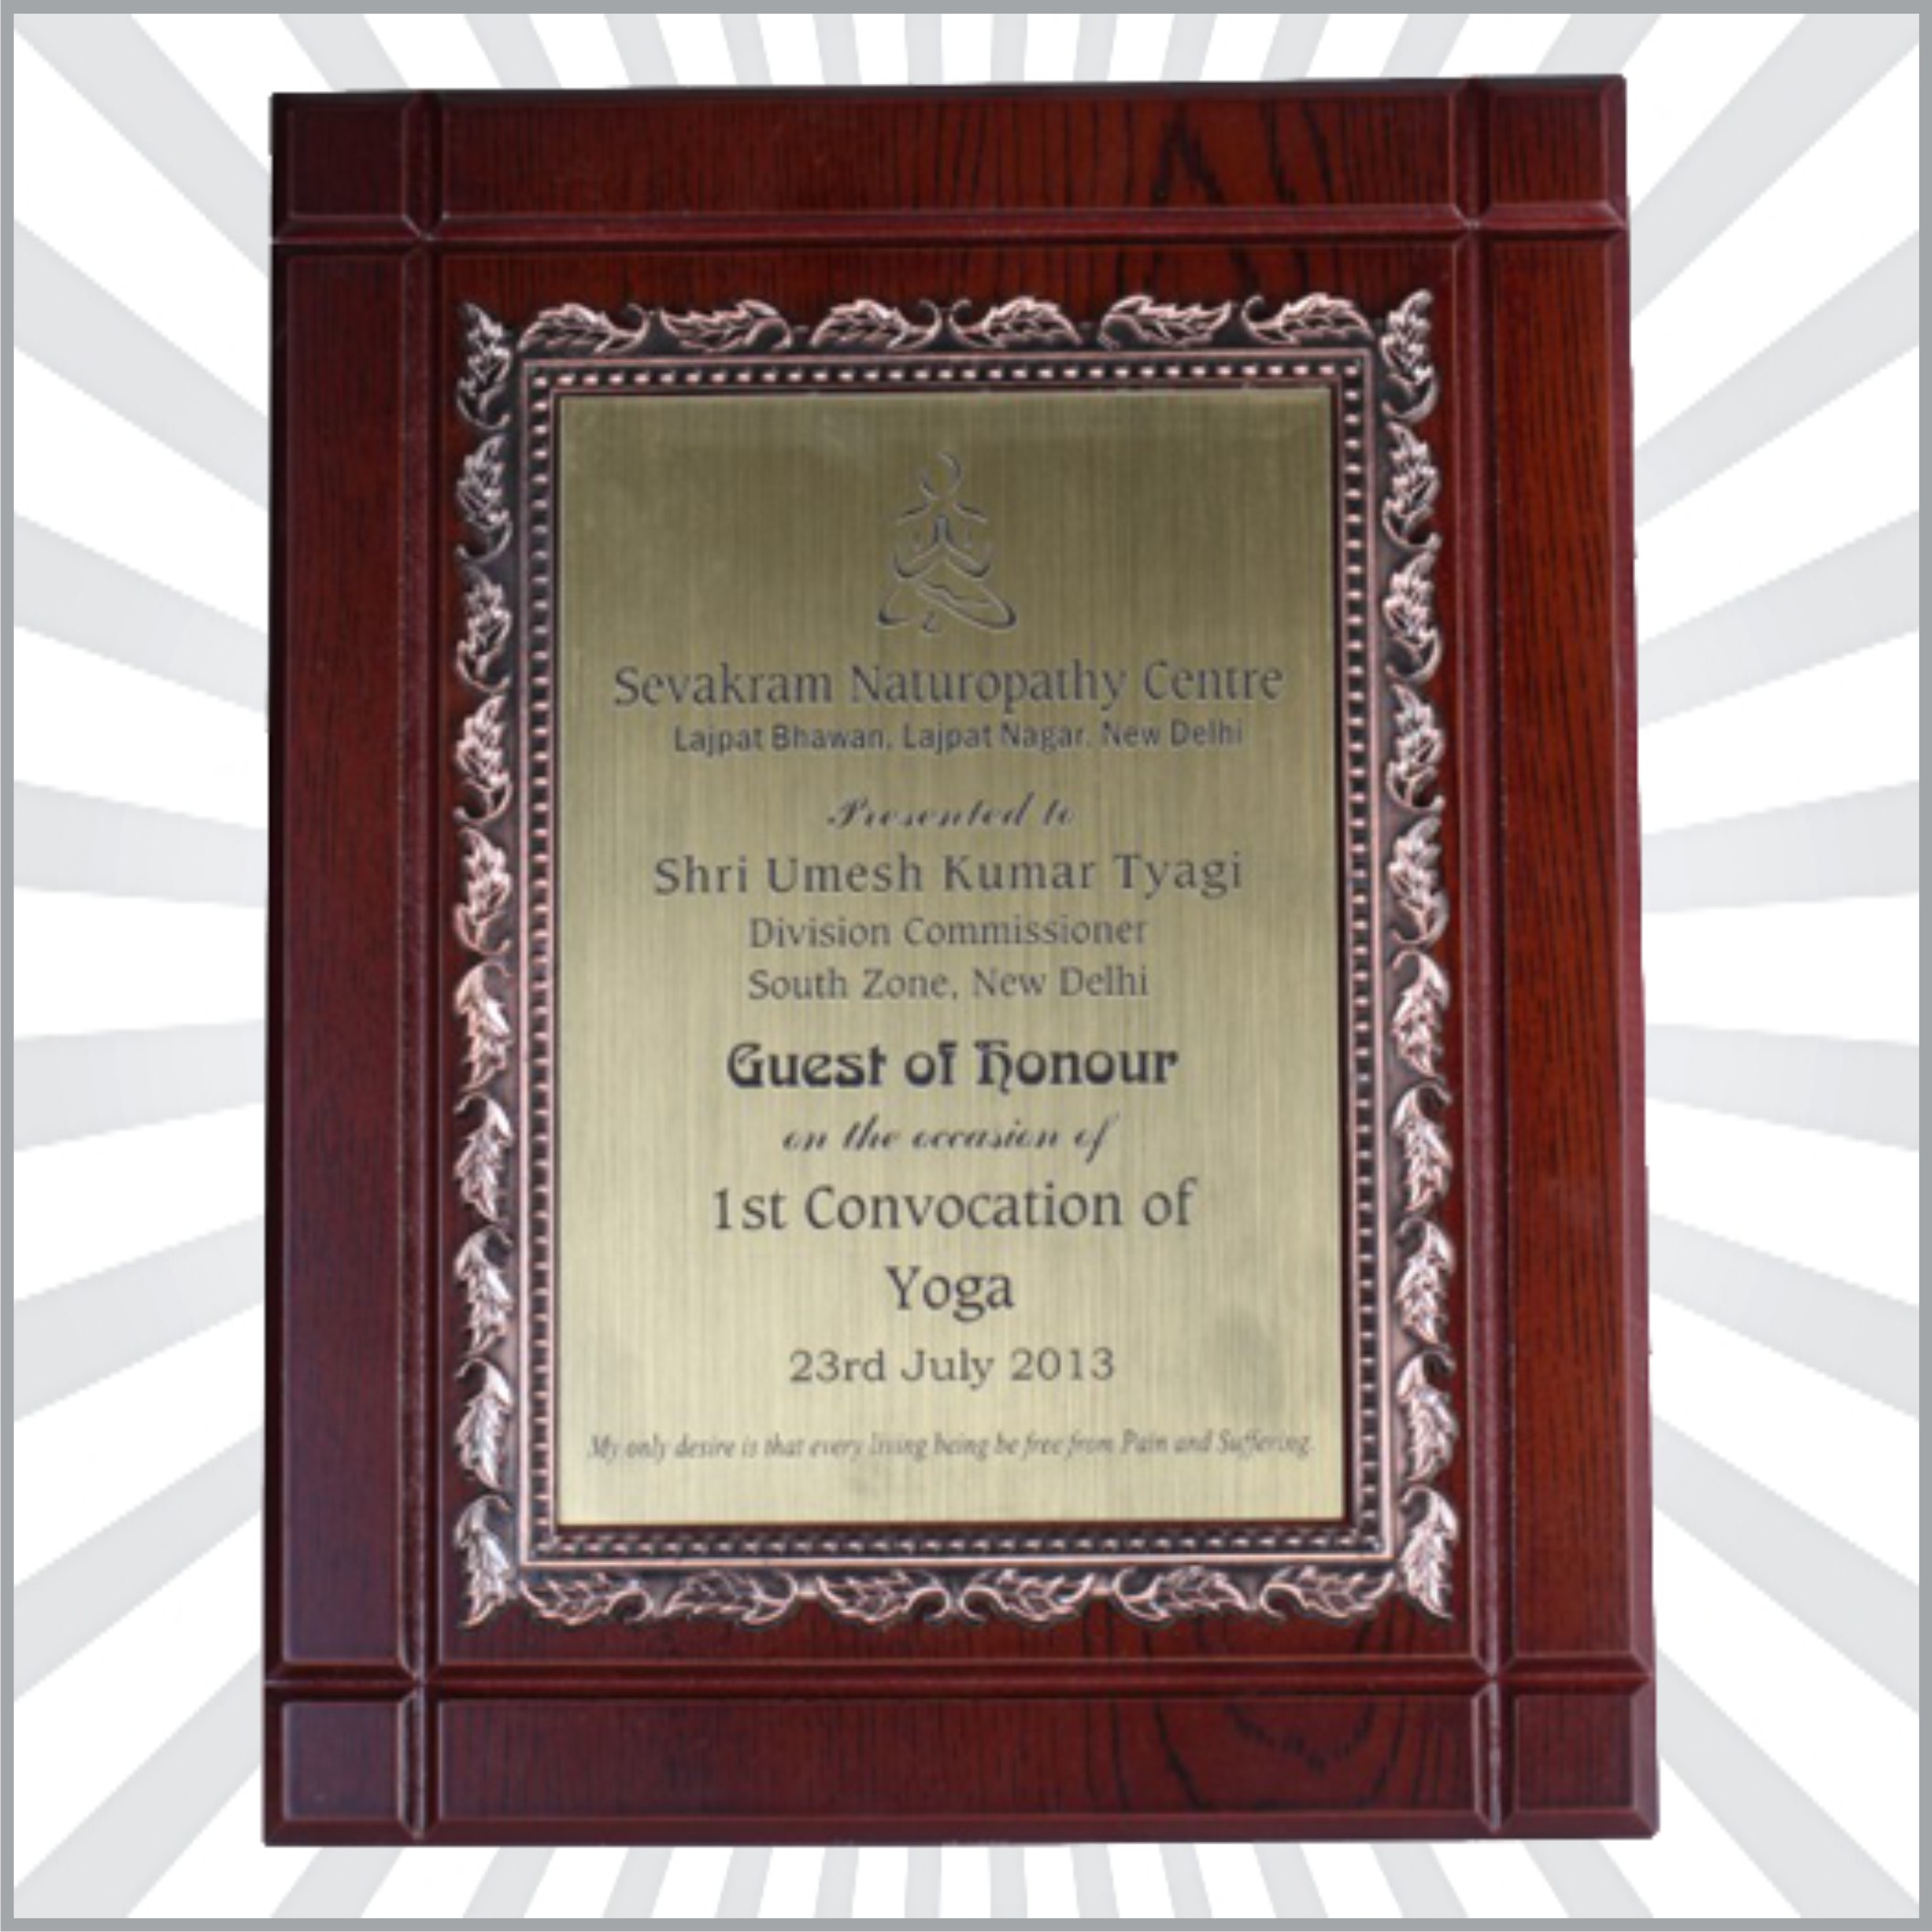 Sevakram Naturopathy Centre
Lajpat Bhawan, Lajpat Nagar, New Delhi
Presented to
Shri Umesh Kumar Tyagi
Division Commissioner
South Zone, New Delhi
Guest of Honour
on the occasion of
1st Convocation of
Yoga
23rd July 2013
My only desire is that every living being be free from Pain and Suffering.